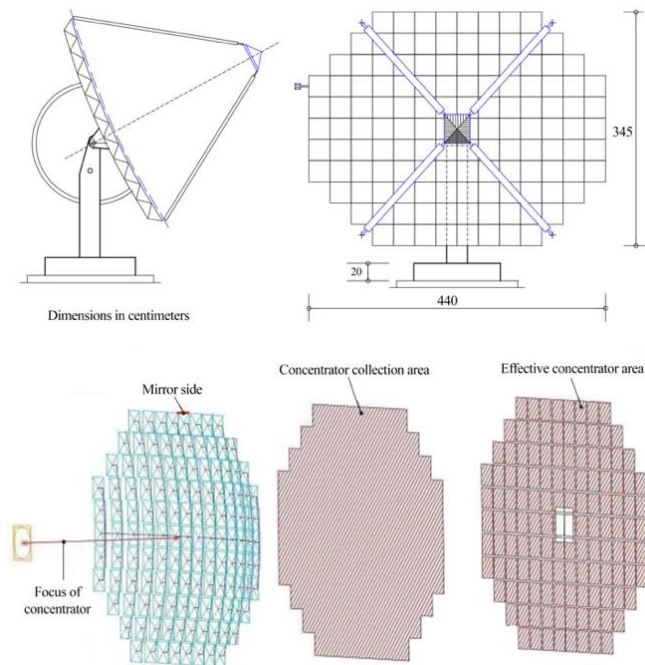 345
20
440
Dimensions in centimeters
Mirror side
Concentrator collection area
Effective concentrator area
Focus of
concentrator